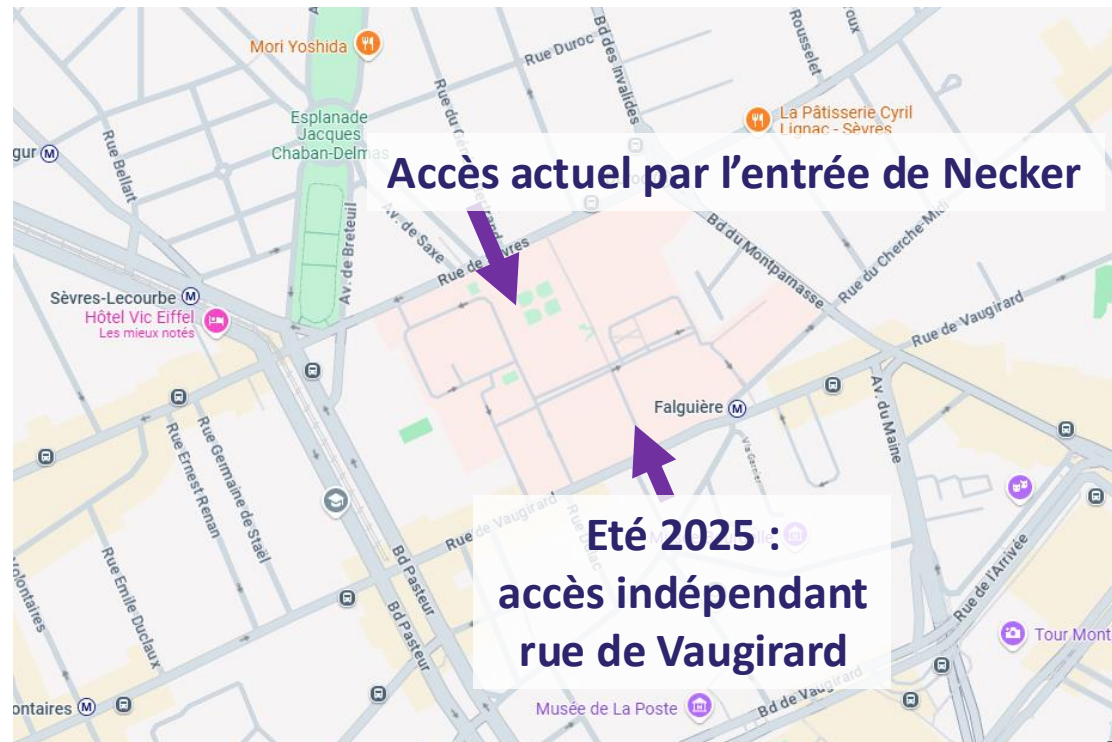 Mori Yoshida
Rue Duroc
Bd des Invalides
Rousselet
Esplanade
Jacques
Chaban-Delmas
La Pâtisserie Cyril
Lignac - Sèvres
gur
Rue Bellart
Accès actuel par l’entrée de Necker
Av. de Saxe
Av. de Breteuil
Rue de
Bd du Montparnasse
Rue du Cherche-Midi
Sèvres-Lecourbe
Hôtel Vic Eiffel
Les mieux notés
Rue de Vaugirard
Falguière
Av. du Maine
Rue Germaine de Staël
Rue Ernest Renan
Rue de Vaugirard
Eté 2025 :
accès indépendant
rue de Vaugirard
Rue Emile Duclaux
Volontaires
Bd Pasteur
Bd Pasteur
Rue de l'Arrivée
Tour Mont
ontaires
Musée de La Poste
Bd de Vaugirard